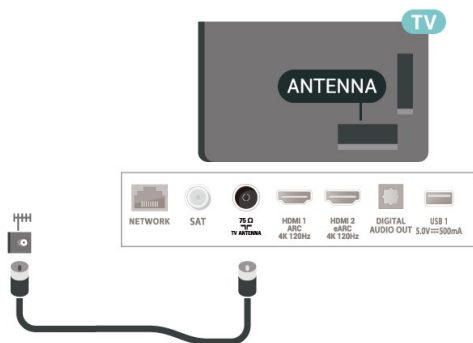 TV
ANTENNA
NETWORK
SAT
75 Ω
TV ANTENNA
HDMI 1
ARC
4K 120Hz
HDMI 2
eARC
4K 120Hz
DIGITAL
AUDIO OUT
USB 1
5.0V⎓500mA